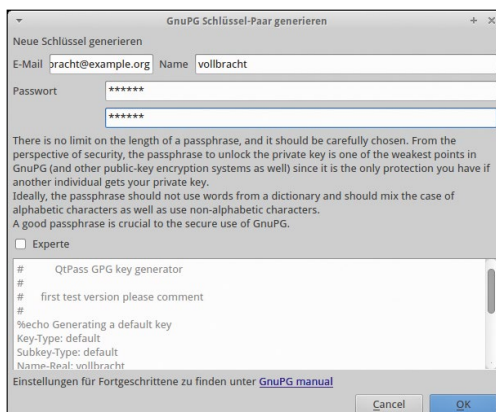 GnuPG Schlüssel-Paar generieren
Neue Schlüssel generieren
E-Mail bracht@example.org Name vollbracht
Passwort ******
******
There is no limit on the length of a passphrase, and it should be carefully chosen. From the
perspective of security, the passphrase to unlock the private key is one of the weakest points in
GnuPG (and other public-key encryption systems as well) since it is the only protection you have if
another individual gets your private key.
Ideally, the passphrase should not use words from a dictionary and should mix the case of
alphabetic characters as well as use non-alphabetic characters.
A good passphrase is crucial to the secure use of GnuPG.
Experte
# QtPass GPG key generator
#
# first test version please comment
#
%echo Generating a default key
Key-Type: default
Subkey-Type: default
Name-Real: vollbracht
Einstellungen für Fortgeschrittene zu finden unter GnuPG manual
Cancel OK